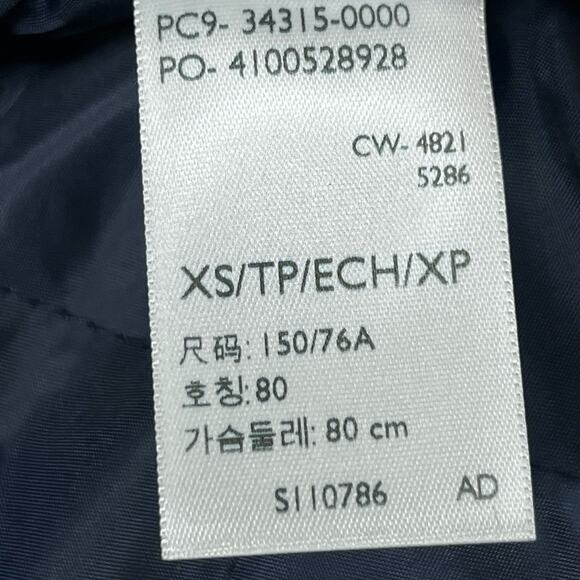 PC9- 34315-0000
PO- 4100528928
CW- 4821
5286
XS/TP/ECH/XP
尺码: 150/76A
호칭: 80
가슴둘레: 80 cm
S110786 AD